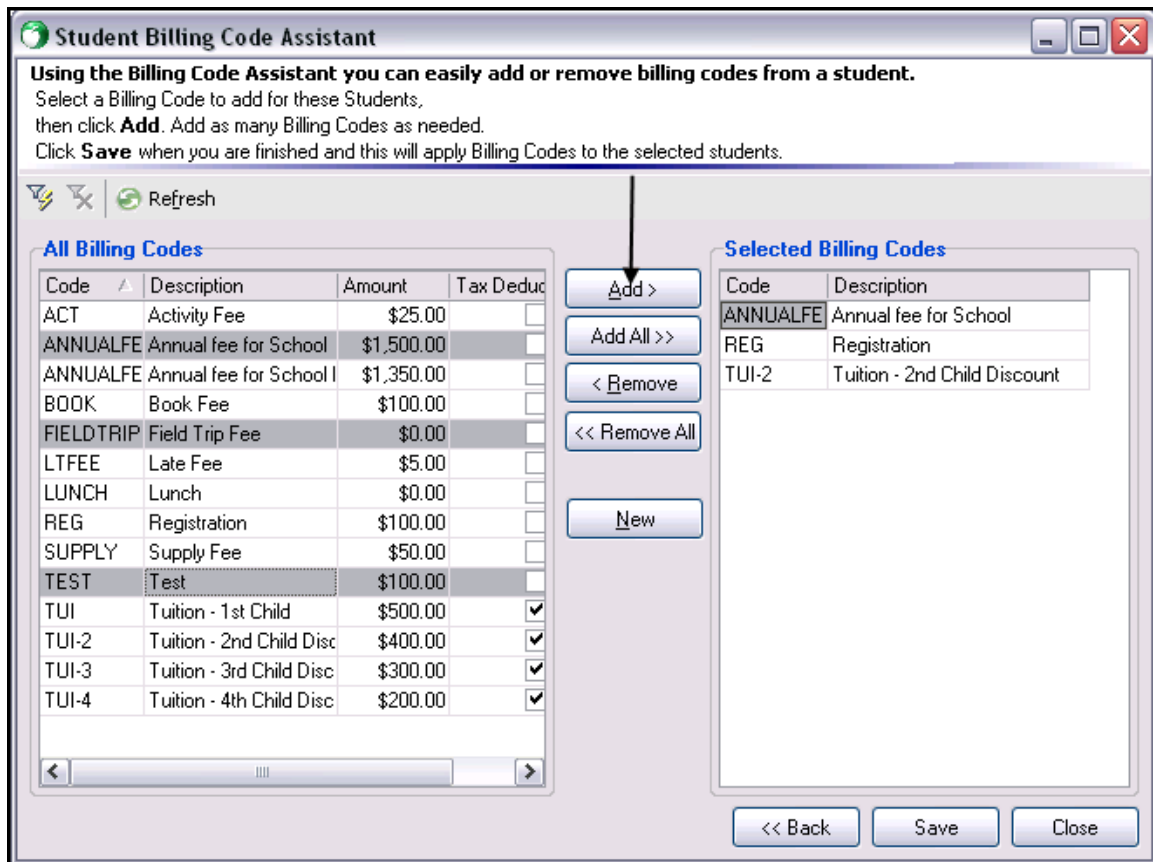 Student Billing Code Assistant
Using the Billing Code Assistant you can easily add or remove billing codes from a student.
Select a Billing Code to add for these Students,
then click Add. Add as many Billing Codes as needed.
Click Save when you are finished and this will apply Billing Codes to the selected students.
Refresh
All Billing Codes
Code Description Amount Tax Deduc
ACT Activity Fee $25.00
ANNUALFE Annual fee for School $1,500.00
ANNUALFE Annual fee for School I $1,350.00
BOOK Book Fee $100.00
FIELDTRIP Field Trip Fee $0.00
LTFEE Late Fee $5.00
LUNCH Lunch $0.00
REG Registration $100.00
SUPPLY Supply Fee $50.00
TEST Test $100.00
TUI Tuition - 1st Child $500.00
TUI-2 Tuition - 2nd Child Disc $400.00
TUI-3 Tuition - 3rd Child Disc $300.00
TUI-4 Tuition - 4th Child Disc $200.00
Add >
Add All >>
< Remove
<< Remove All
New
Selected Billing Codes
Code Description
ANNUALFE Annual fee for School
REG Registration
TUI-2 Tuition - 2nd Child Discount
<< Back
Save
Close